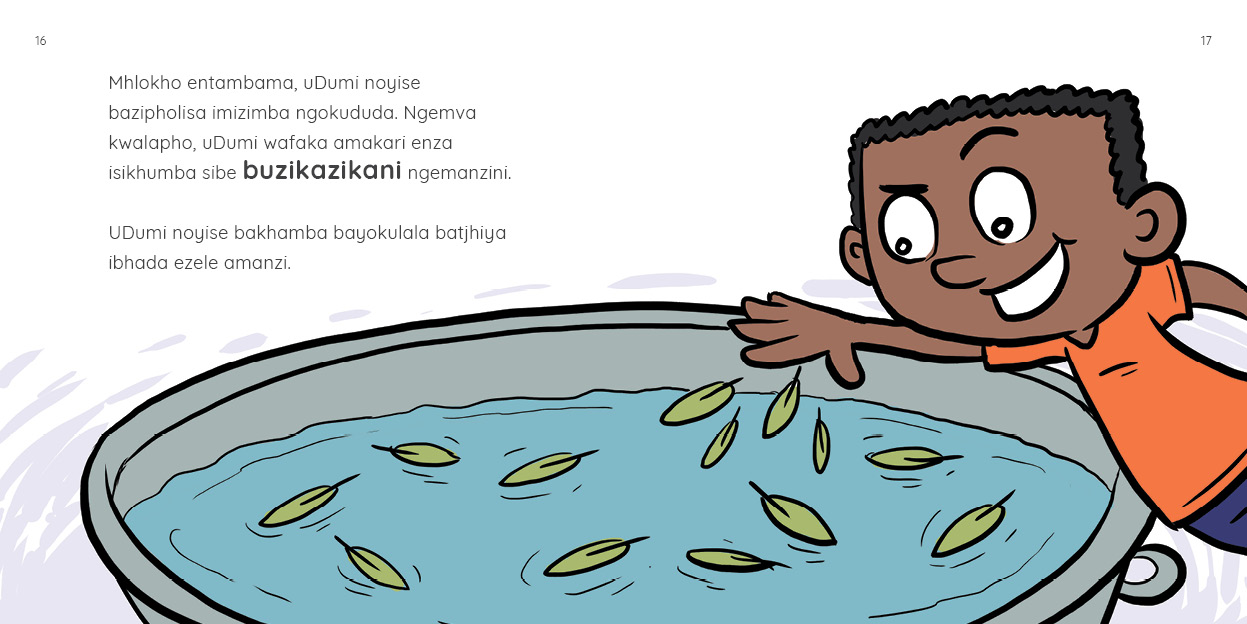 16
17
Mhlokho entambama, uDumi noyise
bazipholisa imizimba ngokududa. Ngemva
kwalapho, uDumi wafaka amakari enza
isikhumba sibe buzikazikani ngemanzini.
UDumi noyise bakhamba bayokulala batjhiya
ibhada ezele amanzi.